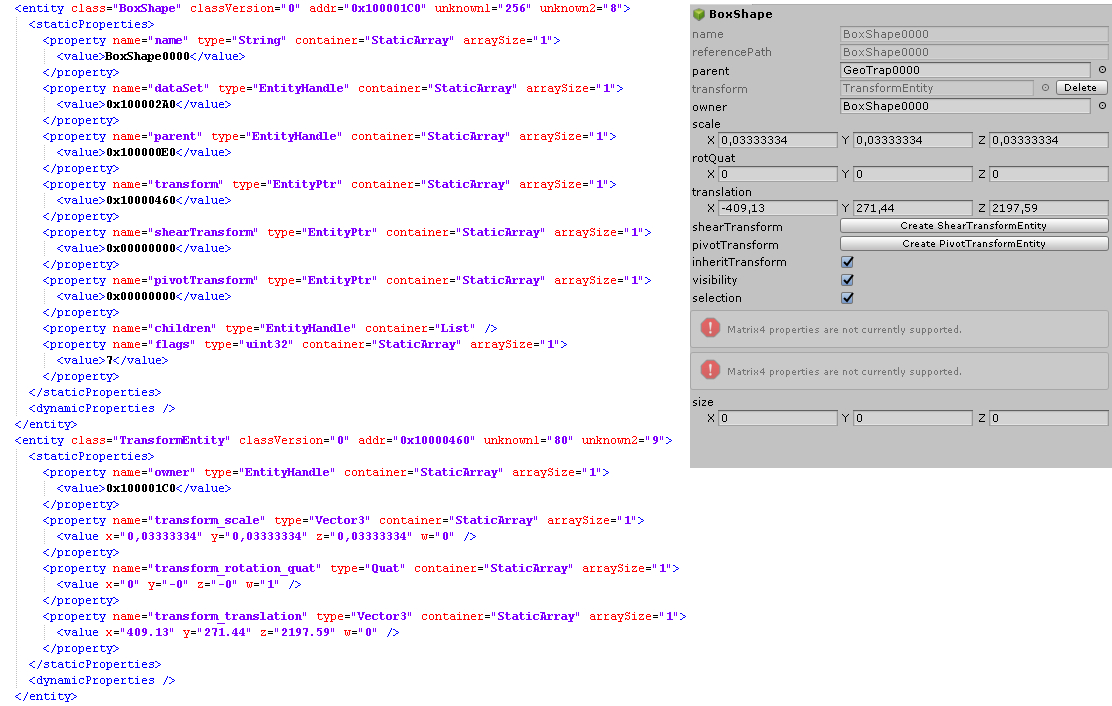 <entity class="BoxShape" classVersion="0" addr="0x100001C0" unknown1="256" unknown2="8">
<staticProperties>
<property name="name" type="String" container="StaticArray" arraySize="1">
<value>BoxShape0000</value>
</property>
<property name="dataSet" type="EntityHandle" container="StaticArray" arraySize="1">
<value>0x100002A0</value>
</property>
<property name="parent" type="EntityHandle" container="StaticArray" arraySize="1">
<value>0x100000E0</value>
</property>
<property name="transform" type="EntityPtr" container="StaticArray" arraySize="1">
<value>0x10000460</value>
</property>
<property name="shearTransform" type="EntityPtr" container="StaticArray" arraySize="1">
<value>0x00000000</value>
</property>
<property name="pivotTransform" type="EntityPtr" container="StaticArray" arraySize="1">
<value>0x00000000</value>
</property>
<property name="children" type="EntityHandle" container="List" />
<property name="flags" type="uint32" container="StaticArray" arraySize="1">
<value>7</value>
</property>
</staticProperties>
<dynamicProperties />
</entity>
<entity class="TransformEntity" classVersion="0" addr="0x10000460" unknown1="80" unknown2="9">
<staticProperties>
<property name="owner" type="EntityHandle" container="StaticArray" arraySize="1">
<value>0x100001C0</value>
</property>
<property name="transform_scale" type="Vector3" container="StaticArray" arraySize="1">
<value x="0,03333334" y="0,03333334" z="0,03333334" w="0" />
</property>
<property name="transform_rotation_quat" type="Quat" container="StaticArray" arraySize="1">
<value x="0" y="-0" z="-0" w="1" />
</property>
<property name="transform_translation" type="Vector3" container="StaticArray" arraySize="1">
<value x="409.13" y="271.44" z="2197.59" w="0" />
</property>
</staticProperties>
<dynamicProperties />
</entity>
BoxShape
name BoxShape0000
referencePath BoxShape0000
parent GeoTrap0000
transform TransformEntity Delete
owner BoxShape0000
scale
X 0,03333334 Y 0,03333334 Z 0,03333334
rotQuat
X 0 Y 0 Z 0
translation
X -409,13 Y 271,44 Z 2197,59
shearTransform Create ShearTransformEntity
pivotTransform Create PivotTransformEntity
inheritTransform
visibility
selection
Matrix4 properties are not currently supported.
Matrix4 properties are not currently supported.
size
X 0 Y 0 Z 0